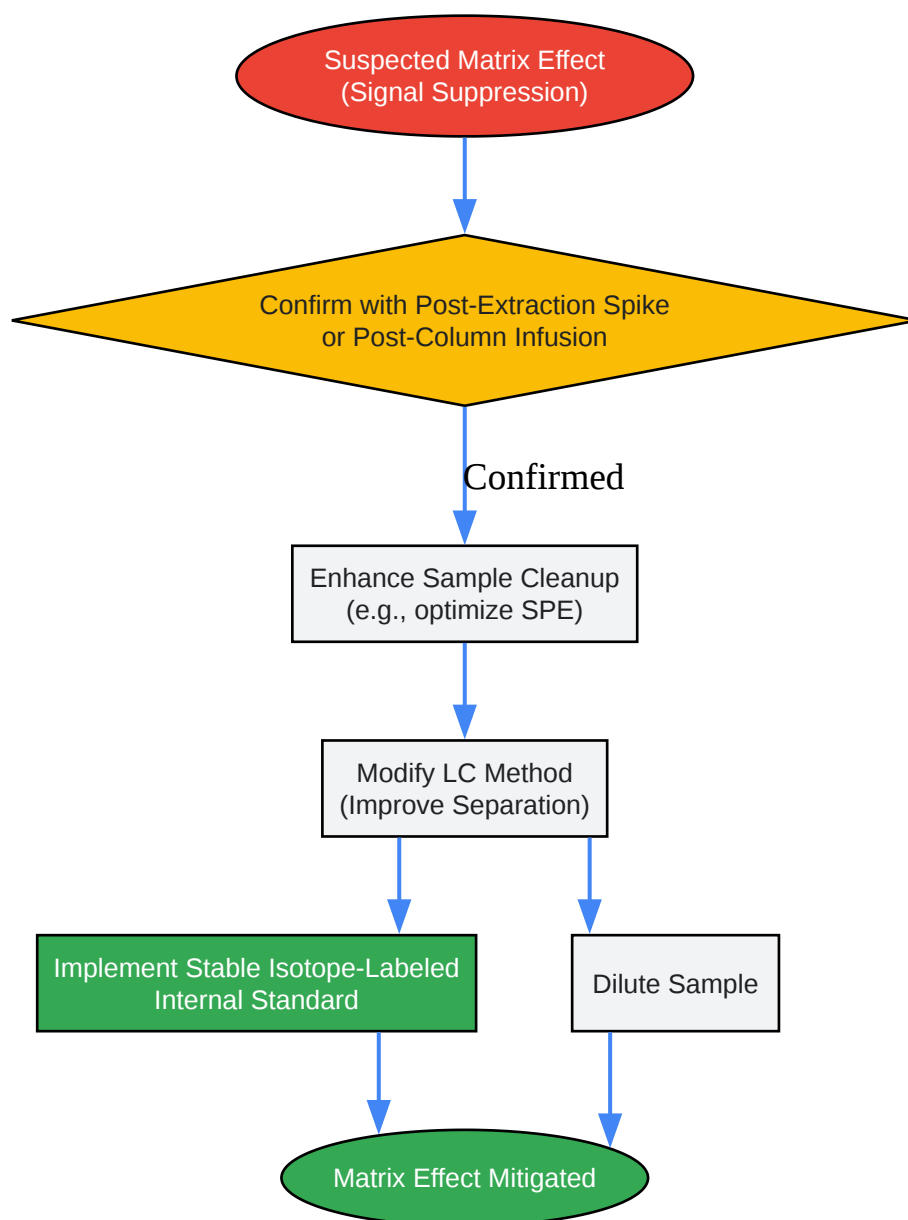 Suspected Matrix Effect
(Signal Suppression)
Confirm with Post-Extraction Spike
or Post-Column Infusion
Confirmed
Enhance Sample Cleanup
(e.g., optimize SPE)
Modify LC Method
(Improve Separation)
Implement Stable Isotope-Labeled
Internal Standard
Dilute Sample
Matrix Effect Mitigated